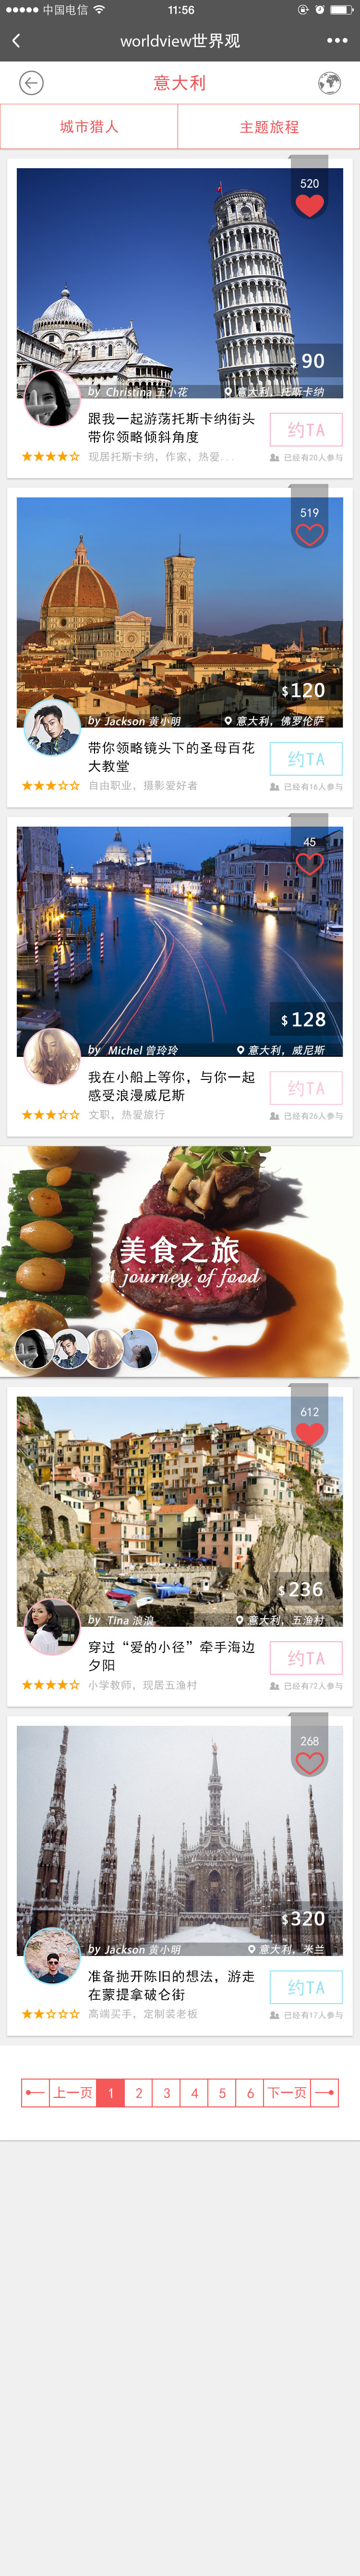 中国电信
11:56
worldview世界观
意大利
城市猎人
主题旅程
520
$ 90
by Christina 王小花
意大利，托斯卡纳
跟我一起游荡托斯卡纳街头
带你领略倾斜角度
约TA
现居托斯卡纳，作家，热爱...
已经有20人参与
519
$120
by Jackson 黄小明
意大利，佛罗伦萨
带你领略镜头下的圣母百花
大教堂
约TA
自由职业，摄影爱好者
已经有16人参与
45
$128
by Michel 曾玲玲
意大利，威尼斯
我在小船上等你，与你一起
感受浪漫威尼斯
约TA
文职，热爱旅行
已经有26人参与
美食之旅
A journey of food
612
$236
by Tina 浪浪
意大利，五渔村
穿过“爱的小径”牵手海边
夕阳
约TA
小学教师，现居五渔村
已经有72人参与
268
$320
by Jackson 黄小明
意大利，米兰
准备抛开陈旧的想法，游走
在蒙提拿破仑街
约TA
高端买手，定制装老板
已经有17人参与
上一页 1 2 3 4 5 6 下一页